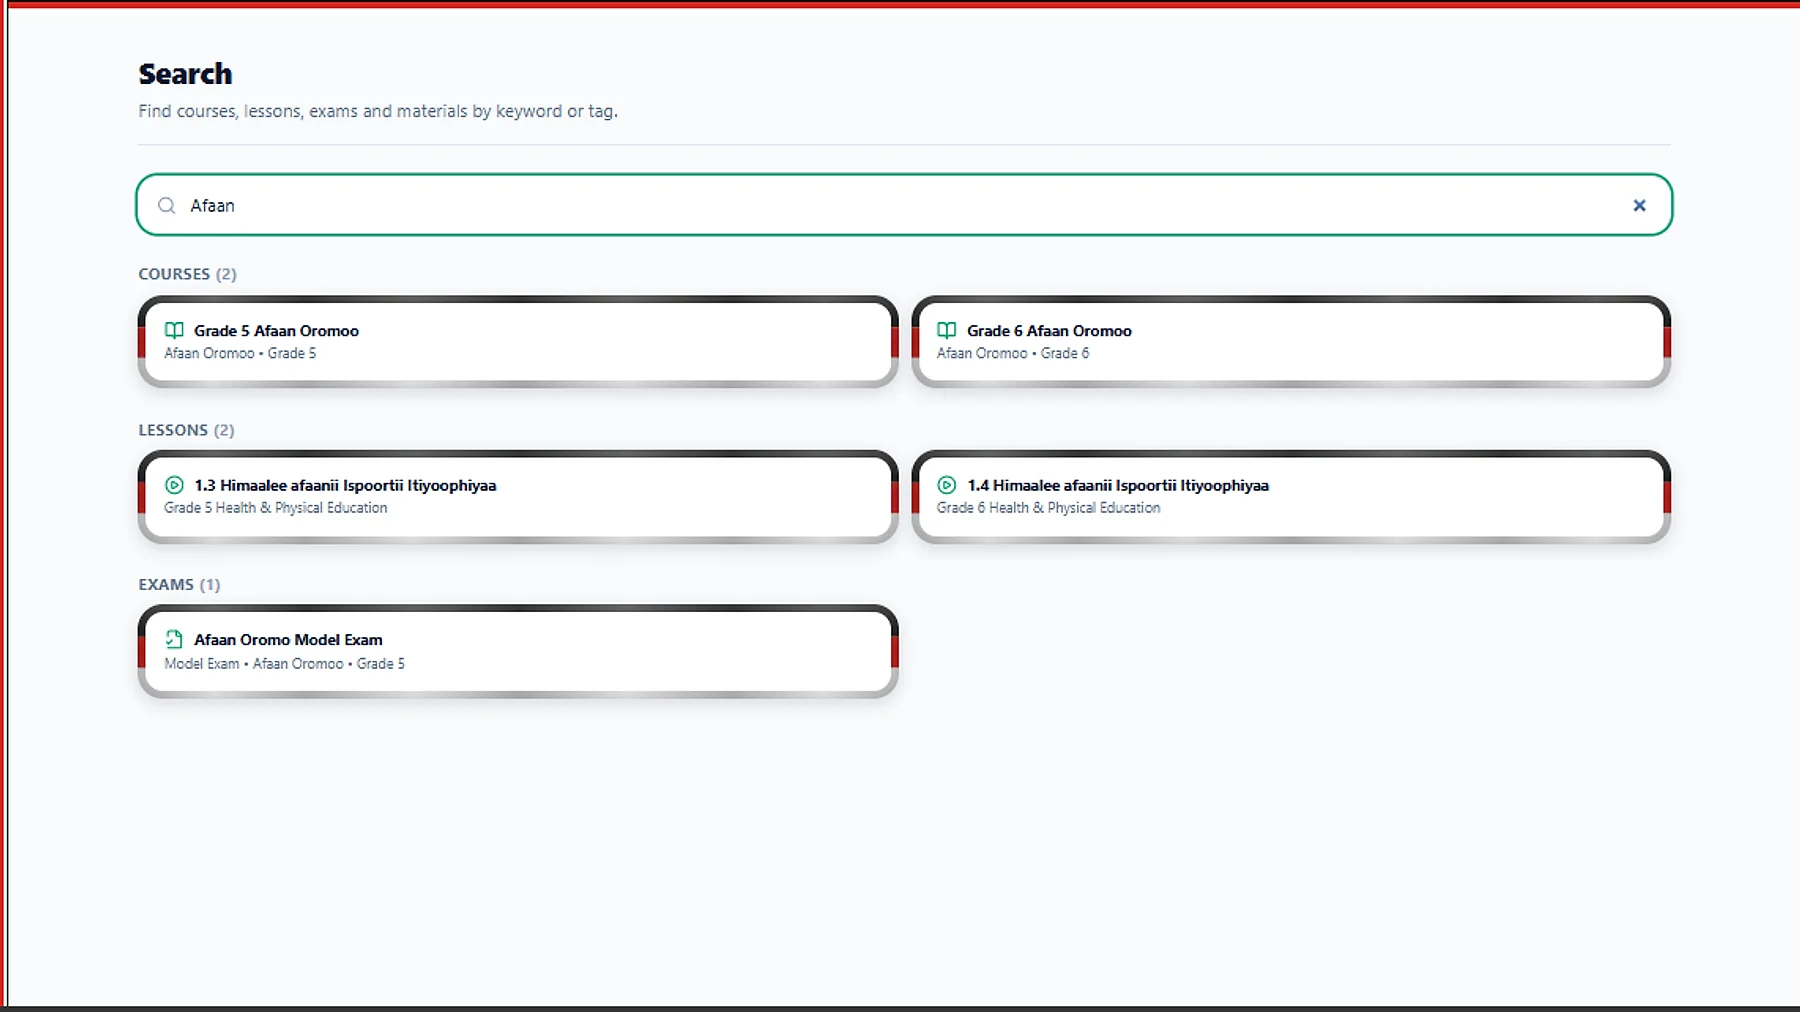 Search
Find courses, lessons, exams and materials by keyword or tag.
Afaan
COURSES (2)
Grade 5 Afaan Oromoo
Afaan Oromoo • Grade 5
Grade 6 Afaan Oromoo
Afaan Oromoo • Grade 6
LESSONS (2)
1.3 Himaalee afaanii Ispoortii Itiyoophiyaa
Grade 5 Health & Physical Education
1.4 Himaalee afaanii Ispoortii Itiyoophiyaa
Grade 6 Health & Physical Education
EXAMS (1)
Afaan Oromo Model Exam
Model Exam • Afaan Oromoo • Grade 5